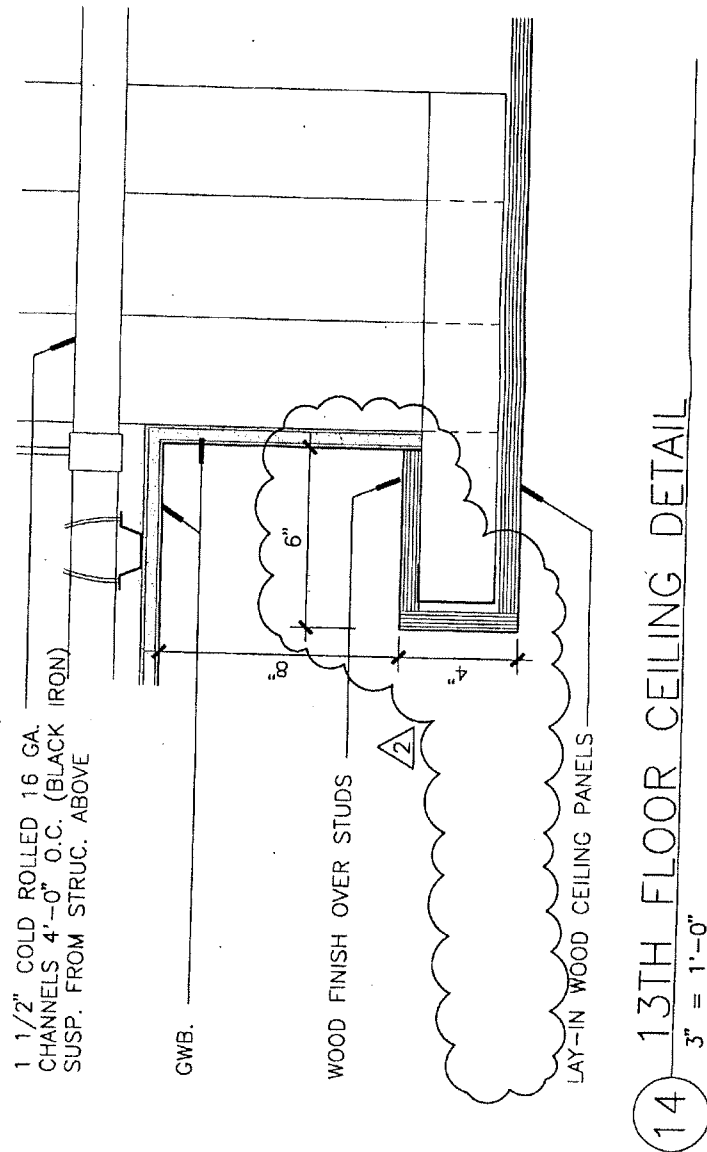 1 1/2" COLD ROLLED 16 GA.
CHANNELS 4'-0" O.C. (BLACK IRON)
SUSP. FROM STRUC. ABOVE
GWB.
8"
6"
WOOD FINISH OVER STUDS
4"
2
LAY-IN WOOD CEILING PANELS
14 13TH FLOOR CEILING DETAIL
3" = 1'-0"